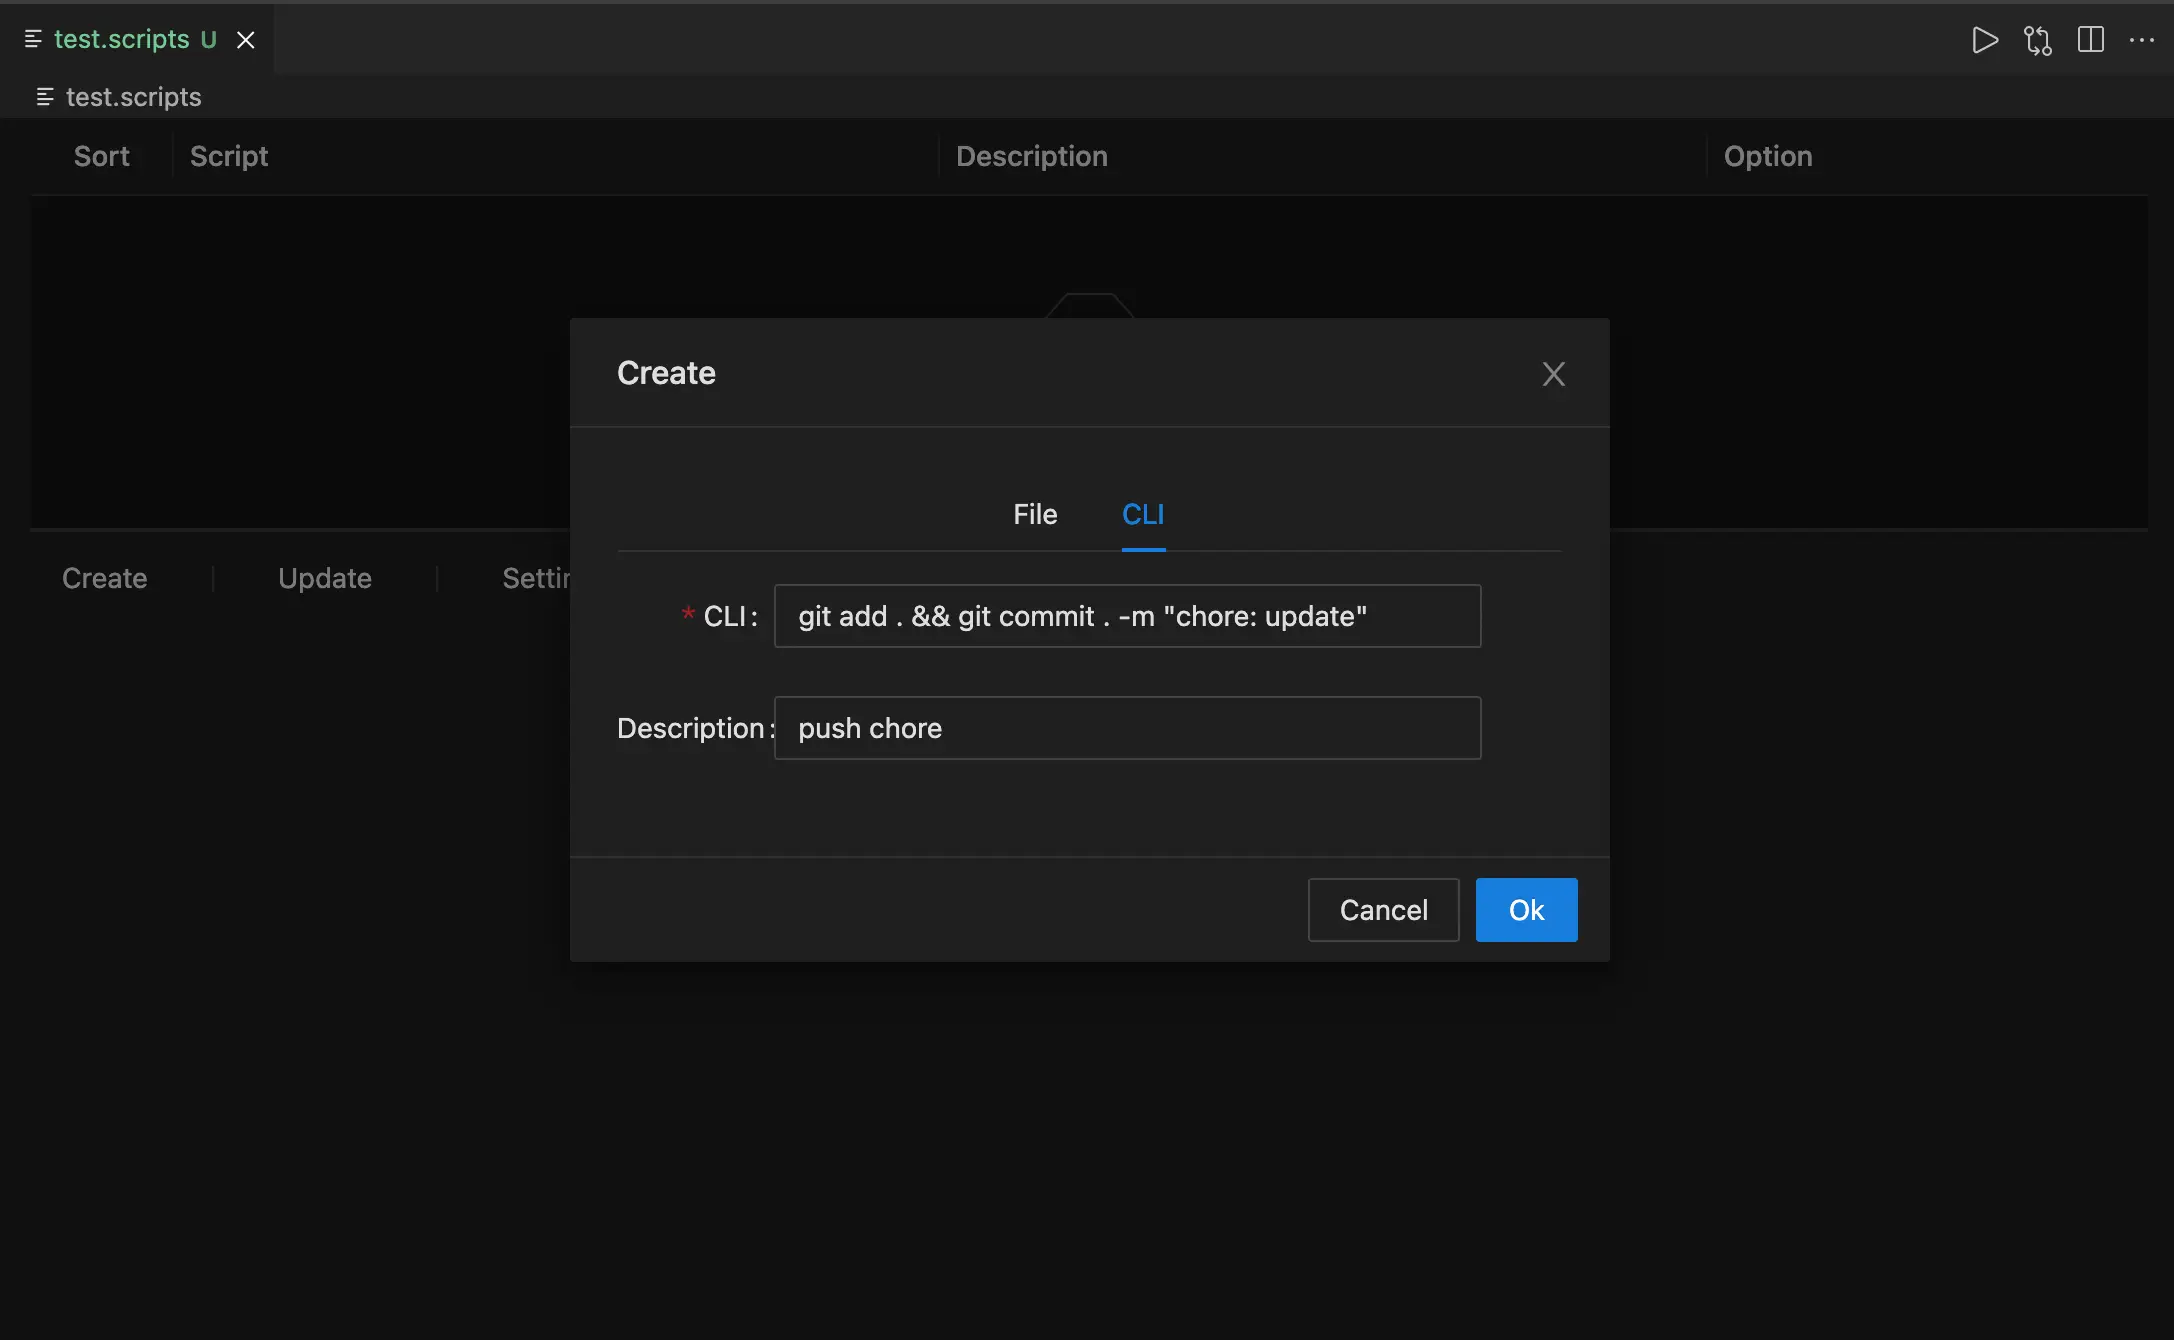 test.scripts U
test.scripts
Sort Script Description Option
Create
File CLI
* CLI: git add . && git commit . -m "chore: update"
Description: push chore
Cancel Ok
Create Update Settin